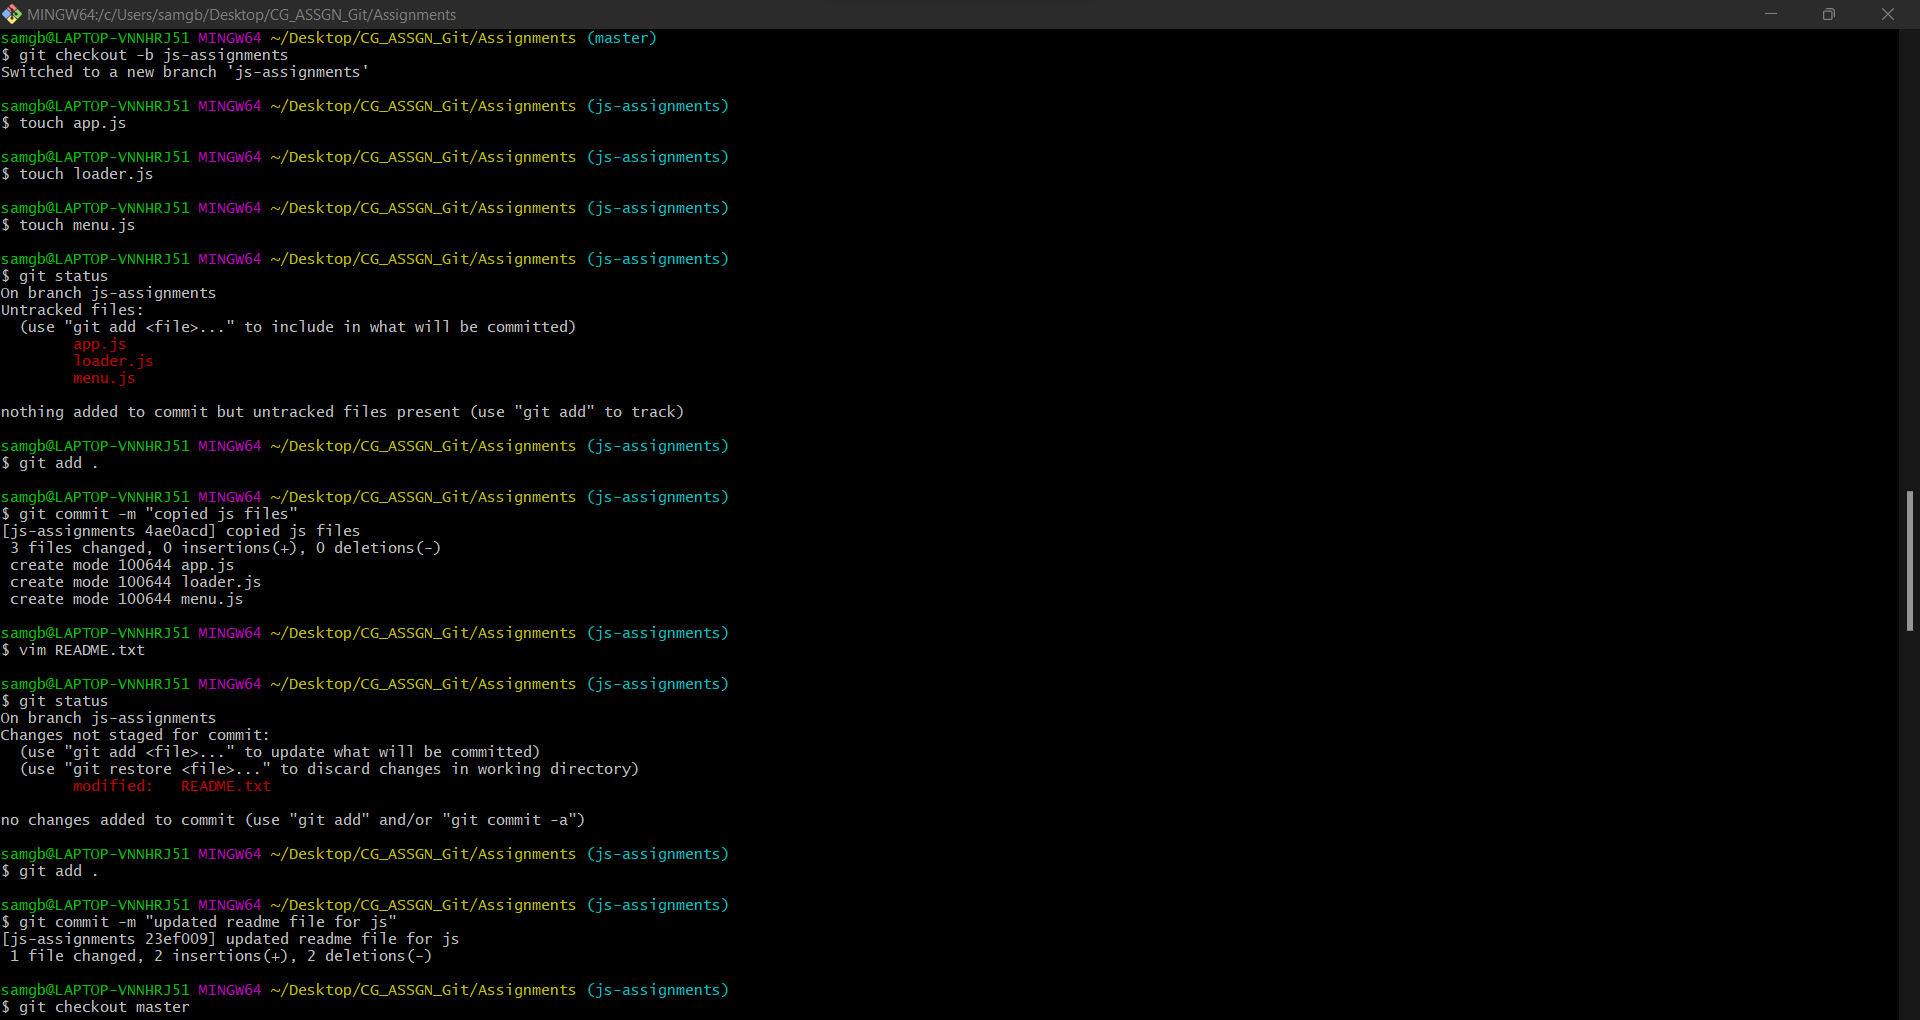 MINGW64:/c/Users/samgb/Desktop/CG_ASSGN_Git/Assignments
samgb@LAPTOP-VNNHRJ51 MINGW64 ~/Desktop/CG_ASSGN_Git/Assignments (master)
$ git checkout -b js-assignments
Switched to a new branch 'js-assignments'
samgb@LAPTOP-VNNHRJ51 MINGW64 ~/Desktop/CG_ASSGN_Git/Assignments (js-assignments)
$ touch app.js
samgb@LAPTOP-VNNHRJ51 MINGW64 ~/Desktop/CG_ASSGN_Git/Assignments (js-assignments)
$ touch loader.js
samgb@LAPTOP-VNNHRJ51 MINGW64 ~/Desktop/CG_ASSGN_Git/Assignments (js-assignments)
$ touch menu.js
samgb@LAPTOP-VNNHRJ51 MINGW64 ~/Desktop/CG_ASSGN_Git/Assignments (js-assignments)
$ git status
On branch js-assignments
Untracked files:
  (use "git add <file>..." to include in what will be committed)
        app.js
        loader.js
        menu.js
nothing added to commit but untracked files present (use "git add" to track)
samgb@LAPTOP-VNNHRJ51 MINGW64 ~/Desktop/CG_ASSGN_Git/Assignments (js-assignments)
$ git add .
samgb@LAPTOP-VNNHRJ51 MINGW64 ~/Desktop/CG_ASSGN_Git/Assignments (js-assignments)
$ git commit -m "copied js files"
[js-assignments 4ae0acd] copied js files
 3 files changed, 0 insertions(+), 0 deletions(-)
 create mode 100644 app.js
 create mode 100644 loader.js
 create mode 100644 menu.js
samgb@LAPTOP-VNNHRJ51 MINGW64 ~/Desktop/CG_ASSGN_Git/Assignments (js-assignments)
$ vim README.txt
samgb@LAPTOP-VNNHRJ51 MINGW64 ~/Desktop/CG_ASSGN_Git/Assignments (js-assignments)
$ git status
On branch js-assignments
Changes not staged for commit:
  (use "git add <file>..." to update what will be committed)
  (use "git restore <file>..." to discard changes in working directory)
        modified:   README.txt
no changes added to commit (use "git add" and/or "git commit -a")
samgb@LAPTOP-VNNHRJ51 MINGW64 ~/Desktop/CG_ASSGN_Git/Assignments (js-assignments)
$ git add .
samgb@LAPTOP-VNNHRJ51 MINGW64 ~/Desktop/CG_ASSGN_Git/Assignments (js-assignments)
$ git commit -m "updated readme file for js"
[js-assignments 23ef009] updated readme file for js
 1 file changed, 2 insertions(+), 2 deletions(-)
samgb@LAPTOP-VNNHRJ51 MINGW64 ~/Desktop/CG_ASSGN_Git/Assignments (js-assignments)
$ git checkout master